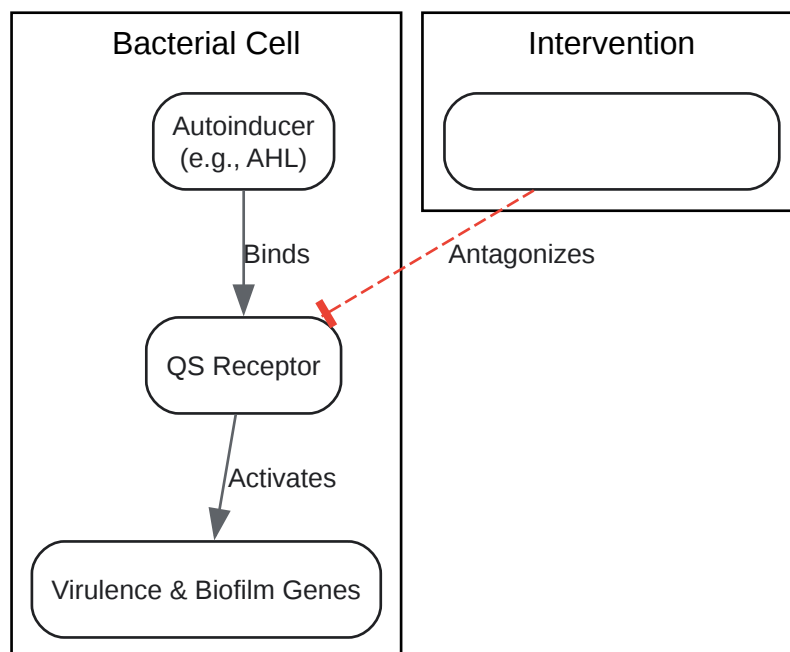 Bacterial Cell
Intervention
Autoinducer
(e.g., AHL)
Binds
Antagonizes
QS Receptor
Activates
Virulence & Biofilm Genes